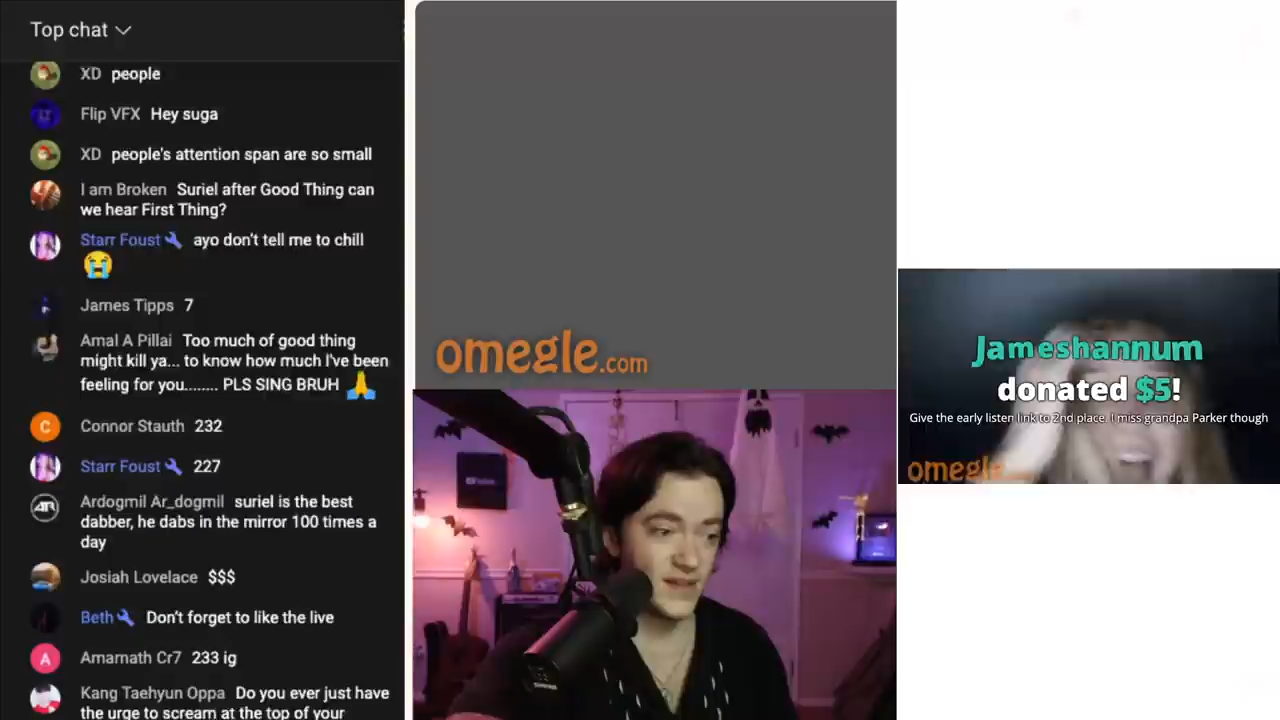 Top chat
XD people
Flip VFX Hey suga
XD people's attention span are so small
I am Broken Suriel after Good Thing can
we hear First Thing?
Starr Foust ayo don't tell me to chill
😭
James Tipps 7
Amal A Pillai Too much of good thing
might kill ya... to know how much I've been
feeling for you........ PLS SING BRUH 🙏
Connor Stauth 232
Starr Foust 227
Ardogmil Ar_dogmil suriel is the best
dabber, he dabs in the mirror 100 times a
day
Josiah Lovelace $$$
Beth Don't forget to like the live
Amarnath Cr7 233 ig
Kang Taehyun Oppa Do you ever just have
the urge to scream at the top of your
omegle.com
Jameshannum
donated $5!
Give the early listen link to 2nd place. I miss grandpa Parker though
omegle